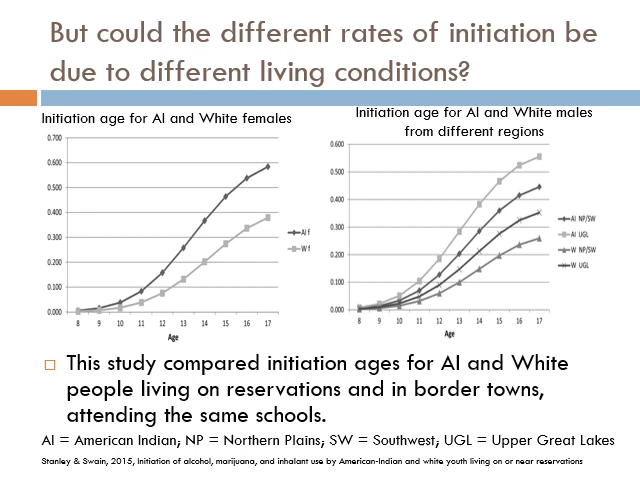 But could the different rates of initiation be
due to different living conditions?
Initiation age for AI and White females
Initiation age for AI and White males
from different regions
0.700
0.600
0.500
0.400
0.300
0.200
0.100
0.000
8 9 10 11 12 13 14 15 16 17
Age
AI f
W f
0.600
0.500
0.400
0.300
0.200
0.100
0.000
8 9 10 11 12 13 14 15 16 17
Age
AI NP/SW
AI UGL
W NP/SW
W UGL
This study compared initiation ages for AI and White
people living on reservations and in border towns,
attending the same schools.
AI = American Indian; NP = Northern Plains; SW = Southwest; UGL = Upper Great Lakes
Stanley & Swain, 2015, Initiation of alcohol, marijuana, and inhalant use by American-Indian and white youth living on or near reservations